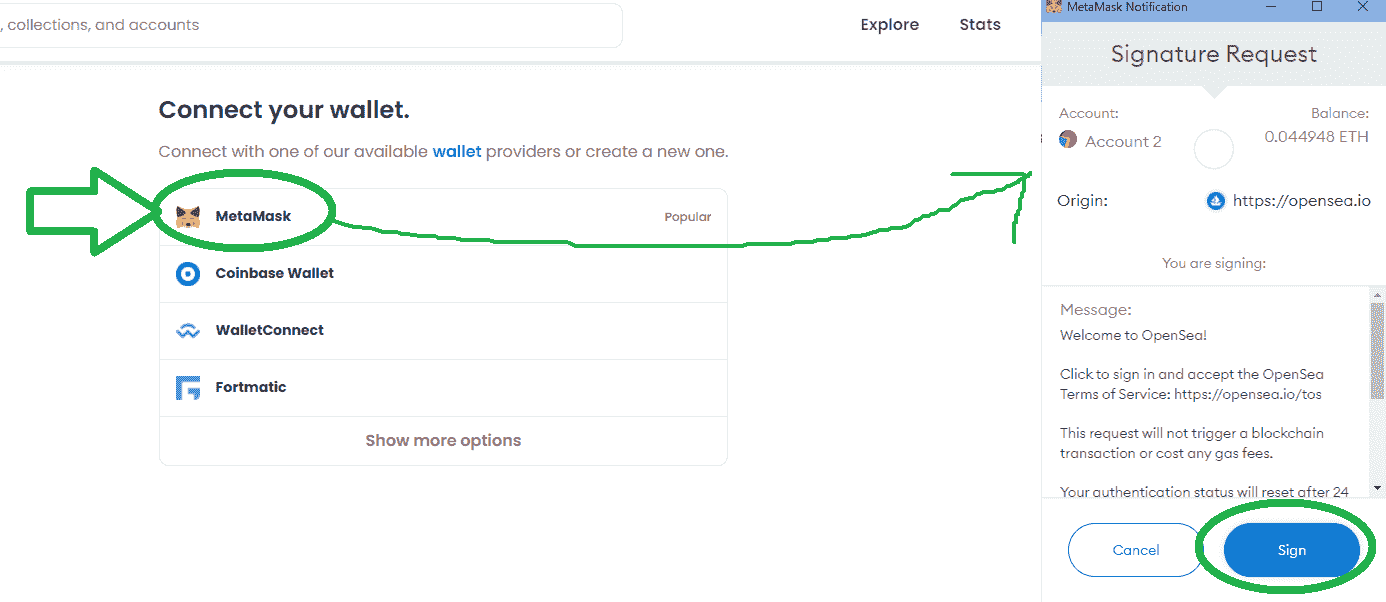 , collections, and accounts
Explore
Stats
Connect your wallet.
Connect with one of our available wallet providers or create a new one.
MetaMask
Popular
Coinbase Wallet
WalletConnect
Fortmatic
Show more options
MetaMask Notification
Signature Request
Account:
Balance:
Account 2
0.044948 ETH
Origin:
https://opensea.io
You are signing:
Message:
Welcome to OpenSea!
Click to sign in and accept the OpenSea
Terms of Service: https://opensea.io/tos
This request will not trigger a blockchain
transaction or cost any gas fees.
Your authentication status will reset after 24
Cancel
Sign